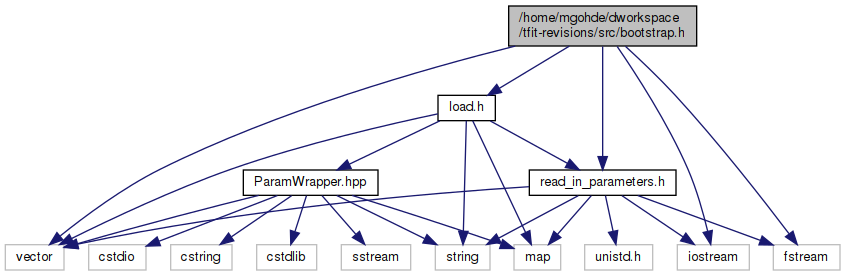 /home/mgohde/dworkspace
/tfit-revisions/src/bootstrap.h
load.h
ParamWrapper.hpp
read_in_parameters.h
vector
cstdio
cstring
cstdlib
sstream
string
map
unistd.h
iostream
fstream